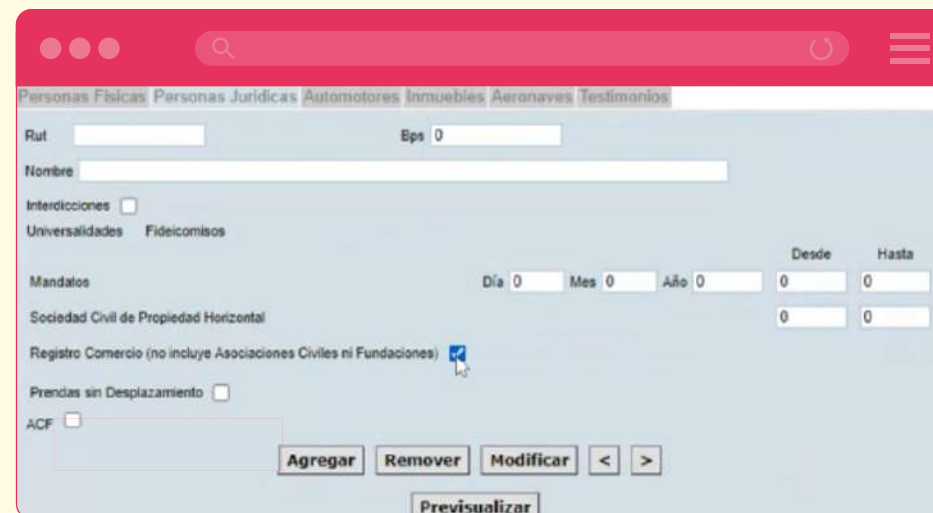 Personas Físicas Personas Jurídicas Automotores Inmuebles Aeronaves Testimonios
Rut Bps 0
Nombre
Interdicciones
Universalidades Fideicomisos
Desde Hasta
Mandatos Día 0 Mes 0 Año 0 0 0
Sociedad Civil de Propiedad Horizontal 0 0
Registro Comercio (no incluye Asociaciones Civiles ni Fundaciones)
Prendas sin Desplazamiento
ACF
Agregar Remover Modificar < >
Previsualizar